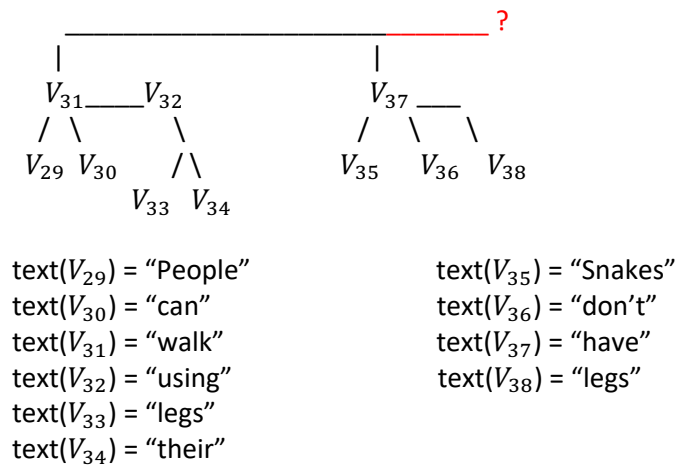 ?
V₃₁ V₃₂ V₃₇
V₂₉ V₃₀ V₃₅ V₃₆ V₃₈
V₃₃ V₃₄
text(V₂₉) = “People”
text(V₃₀) = “can”
text(V₃₁) = “walk”
text(V₃₂) = “using”
text(V₃₃) = “legs”
text(V₃₄) = “their”
text(V₃₅) = “Snakes”
text(V₃₆) = “don’t”
text(V₃₇) = “have”
text(V₃₈) = “legs”